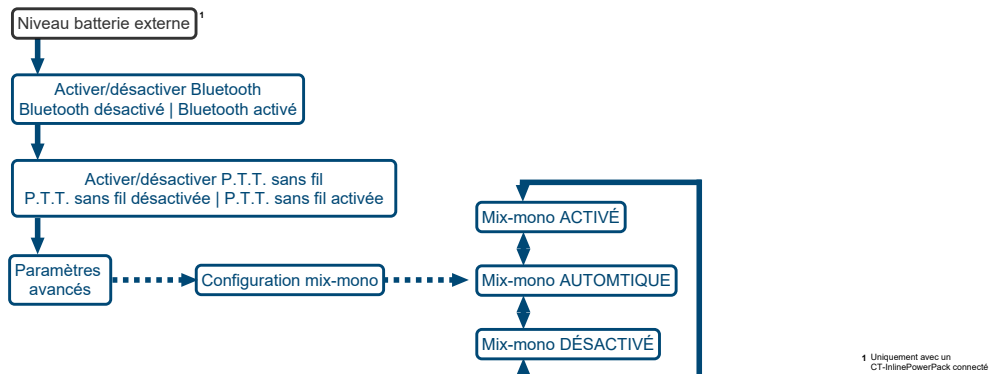 Niveau batterie externe 1
Activer/désactiver Bluetooth
Bluetooth désactivé | Bluetooth activé
Activer/désactiver P.T.T. sans fil
P.T.T. sans fil désactivée | P.T.T. sans fil activée
Mix-mono ACTIVÉ
Paramètres
avancés
Configuration mix-mono
Mix-mono AUTOMTIQUE
Mix-mono DÉSACTIVÉ
1 Uniquement avec un
CT-InlinePowerPack connecté